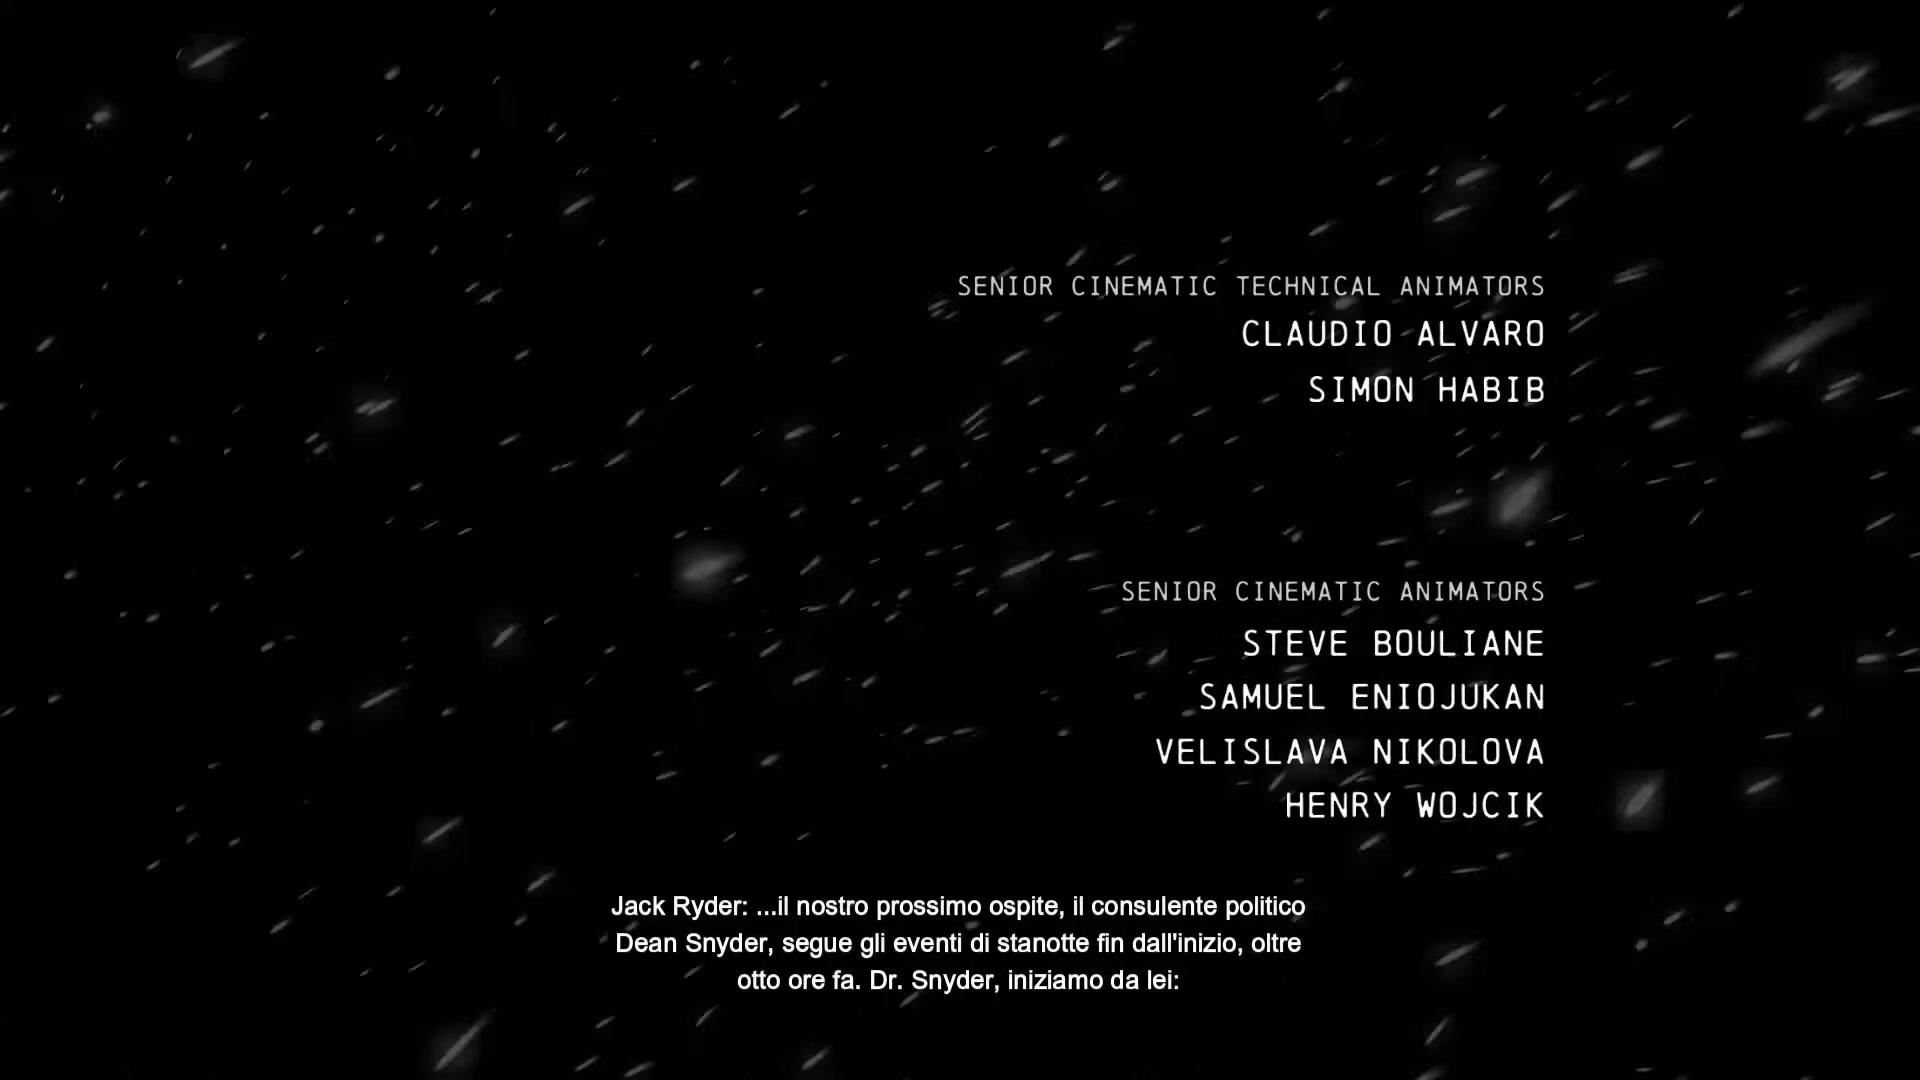 SENIOR CINEMATIC TECHNICAL ANIMATORS
CLAUDIO ALVARO
SIMON HABIB
SENIOR CINEMATIC ANIMATORS
STEVE BOULIANE
SAMUEL ENIOJUKAN
VELISLAVA NIKOLOVA
HENRY WOJCIK
Jack Ryder: ...il nostro prossimo ospite, il consulente politico
Dean Snyder, segue gli eventi di stanotte fin dall'inizio, oltre
otto ore fa. Dr. Snyder, iniziamo da lei: